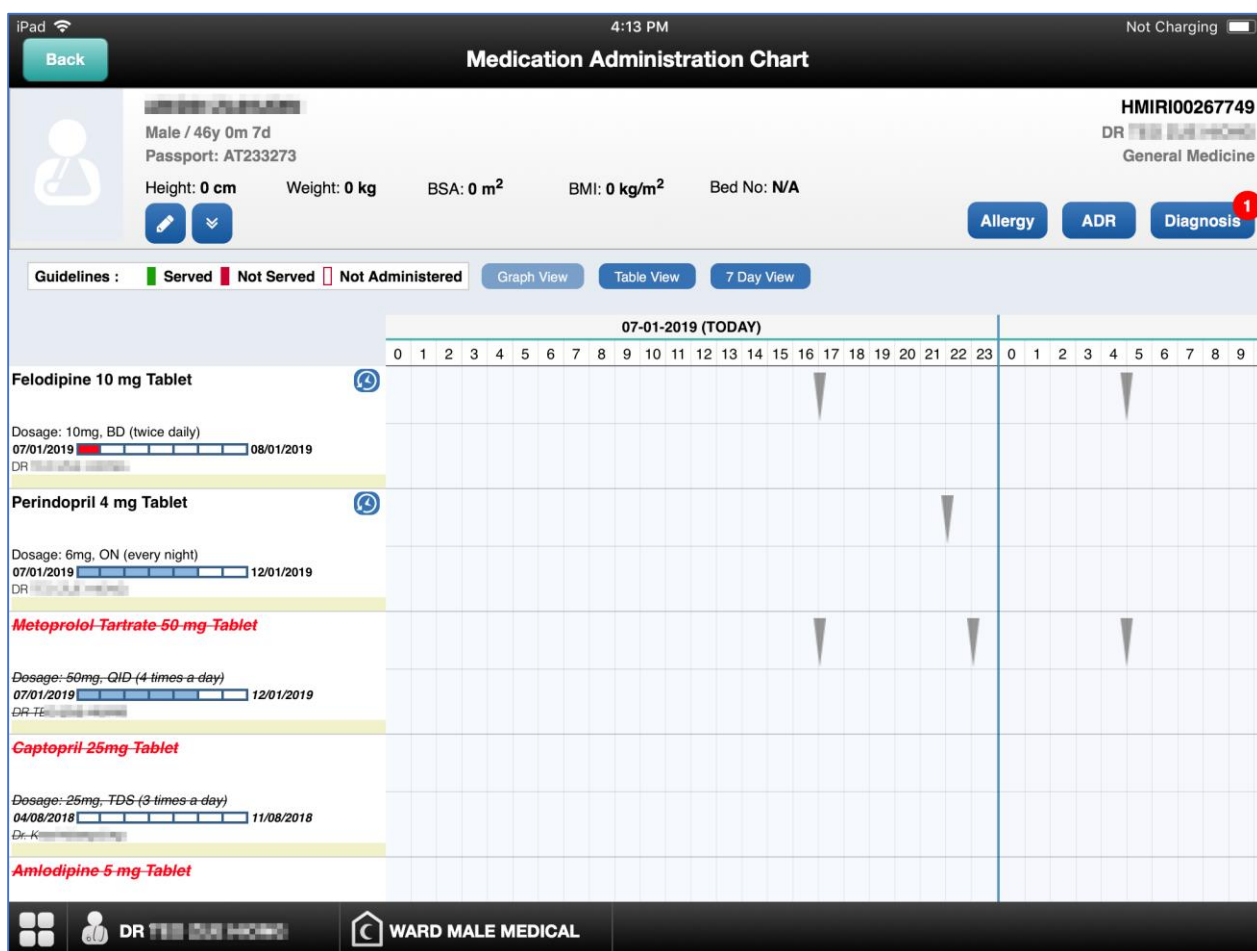 iPad 4:13 PM Not Charging
Back Medication Administration Chart
HMIRI00267749
Male / 46y 0m 7d DR
Passport: AT233273 General Medicine
Height: 0 cm Weight: 0 kg BSA: 0 m² BMI: 0 kg/m² Bed No: N/A
Allergy ADR Diagnosis 1
Guidelines : Served Not Served Not Administered Graph View Table View 7 Day View
07-01-2019 (TODAY)
0 1 2 3 4 5 6 7 8 9 10 11 12 13 14 15 16 17 18 19 20 21 22 23 0 1 2 3 4 5 6 7 8 9
Felodipine 10 mg Tablet
Dosage: 10mg, BD (twice daily)
07/01/2019 08/01/2019
DR
Perindopril 4 mg Tablet
Dosage: 6mg, ON (every night)
07/01/2019 12/01/2019
DR
Metoprolol Tartrate 50 mg Tablet
Dosage: 50mg, QID (4 times a day)
07/01/2019 12/01/2019
DR
Captopril 25mg Tablet
Dosage: 25mg, TDS (3 times a day)
04/08/2018 11/08/2018
Dr. K
Amlodipine 5 mg Tablet
DR WARD MALE MEDICAL